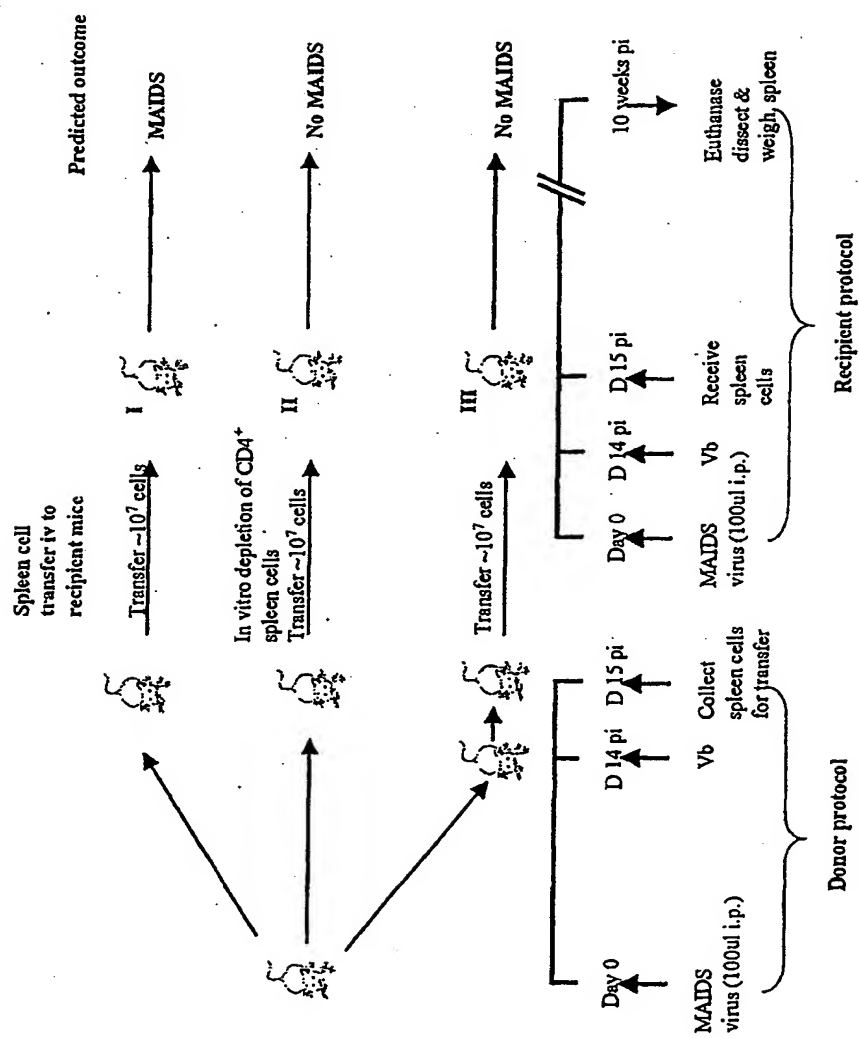 Predicted outcome
Spleen cell
transfer iv to
recipient mice
Transfer ~10⁷ cells
I
MAIDS
In vitro depletion of CD4⁺
spleen cells
Transfer ~10⁷ cells
II
No MAIDS
Transfer ~10⁷ cells
III
No MAIDS
Day 0
D 14 pi
D 15 pi
MAIDS
virus (100ul i.p.)
Vb
Collect
spleen cells
for transfer
Donor protocol
Day 0
D 14 pi
D 15 pi
10 weeks pi
MAIDS
virus (100ul i.p.)
Vb
Receive
spleen
cells
Euthanase
dissect &
weigh, spleen
Recipient protocol